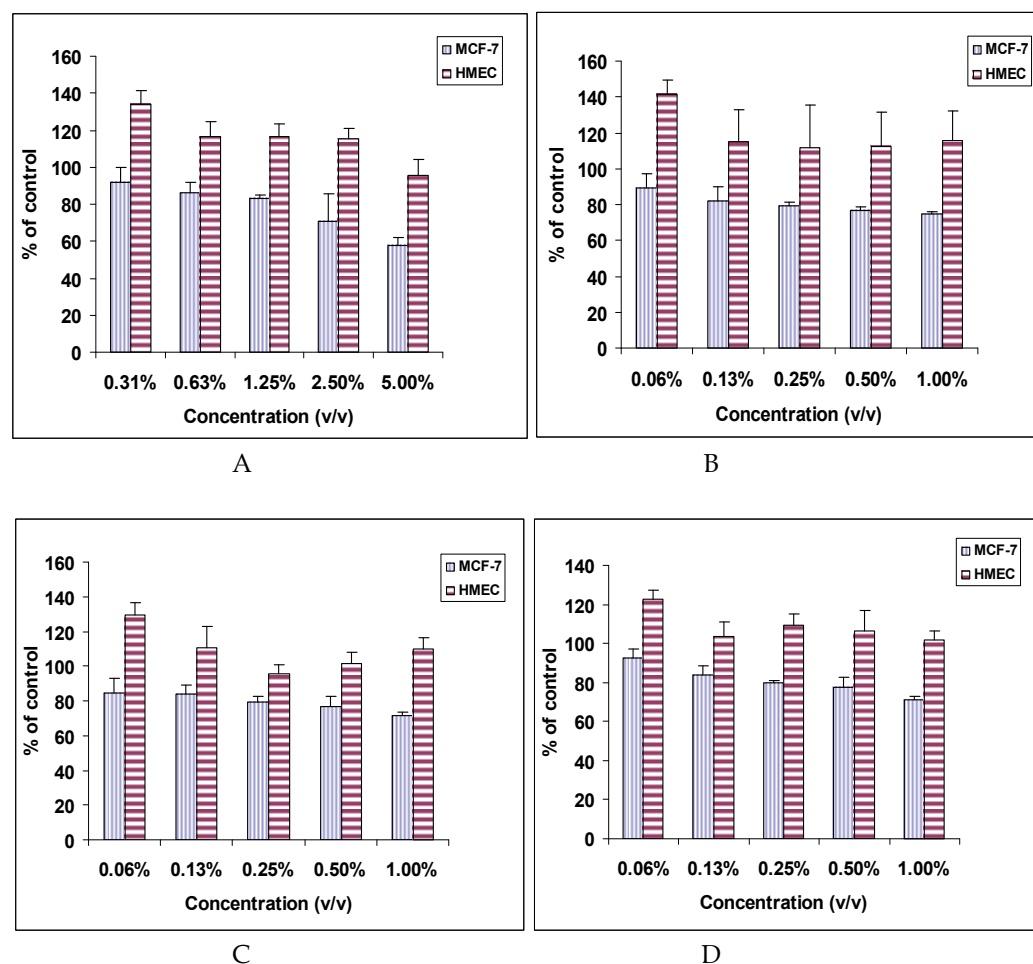 MCF-7
HMEC
160
140
120
100
80
60
40
20
0
% of control
0.31% 0.63% 1.25% 2.50% 5.00%
Concentration (v/v)
A
MCF-7
HMEC
160
140
120
100
80
60
40
20
0
% of control
0.06% 0.13% 0.25% 0.50% 1.00%
Concentration (v/v)
B
MCF-7
HMEC
160
140
120
100
80
60
40
20
0
% of control
0.06% 0.13% 0.25% 0.50% 1.00%
Concentration (v/v)
C
MCF-7
HMEC
140
120
100
80
60
40
20
0
% of control
0.06% 0.13% 0.25% 0.50% 1.00%
Concentration (v/v)
D